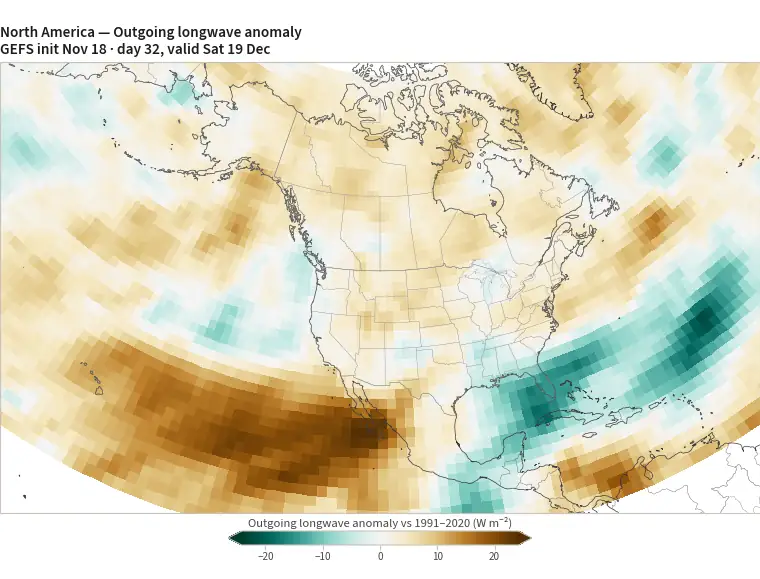 North America — Outgoing longwave anomaly
GEFS init Nov 18 · day 32, valid Sat 19 Dec
Outgoing longwave anomaly vs 1991–2020 (W m⁻²)
−20 −10 0 10 20